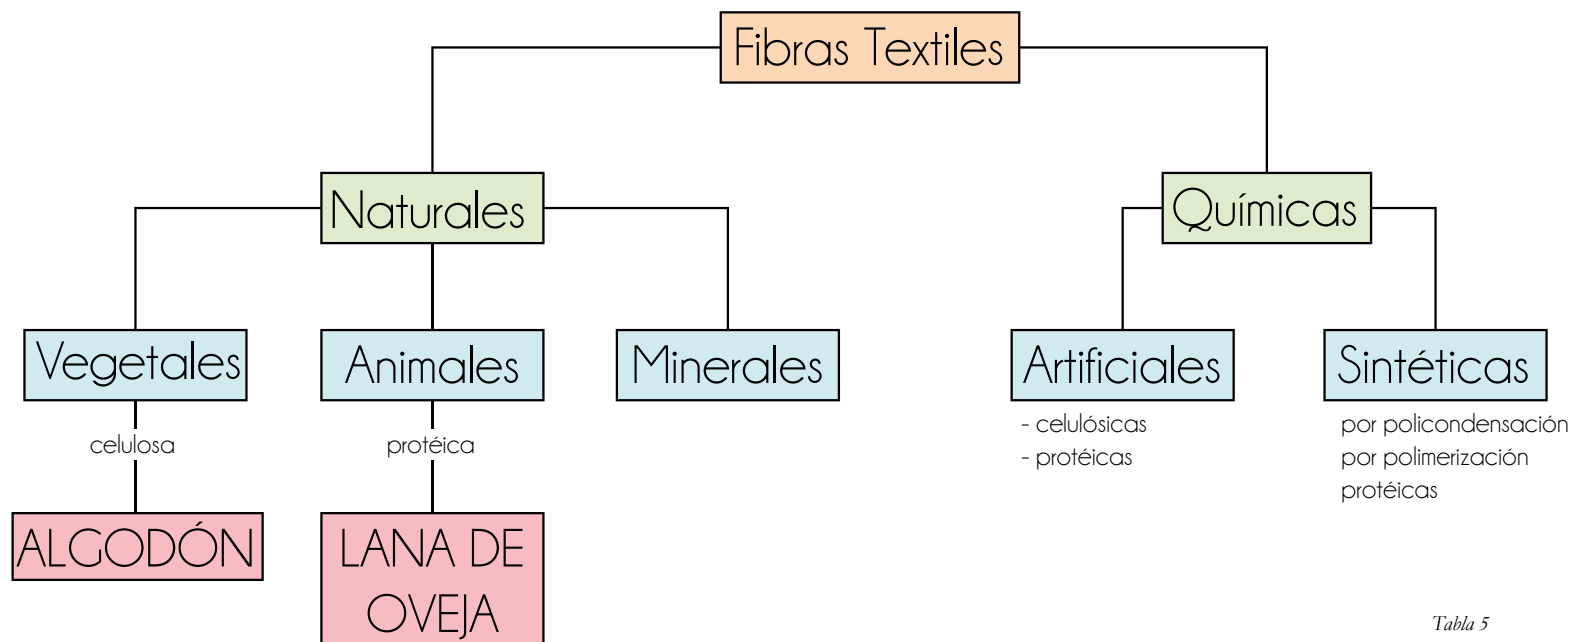 Fibras Textiles
Naturales
Químicas
Vegetales
Animales
Minerales
Artificiales
Sintéticas
celulosa
protéica
- celulósicas
- protéicas
por policondensación
por polimerización
protéicas
ALGODÓN
LANA DE
OVEJA
Tabla 5